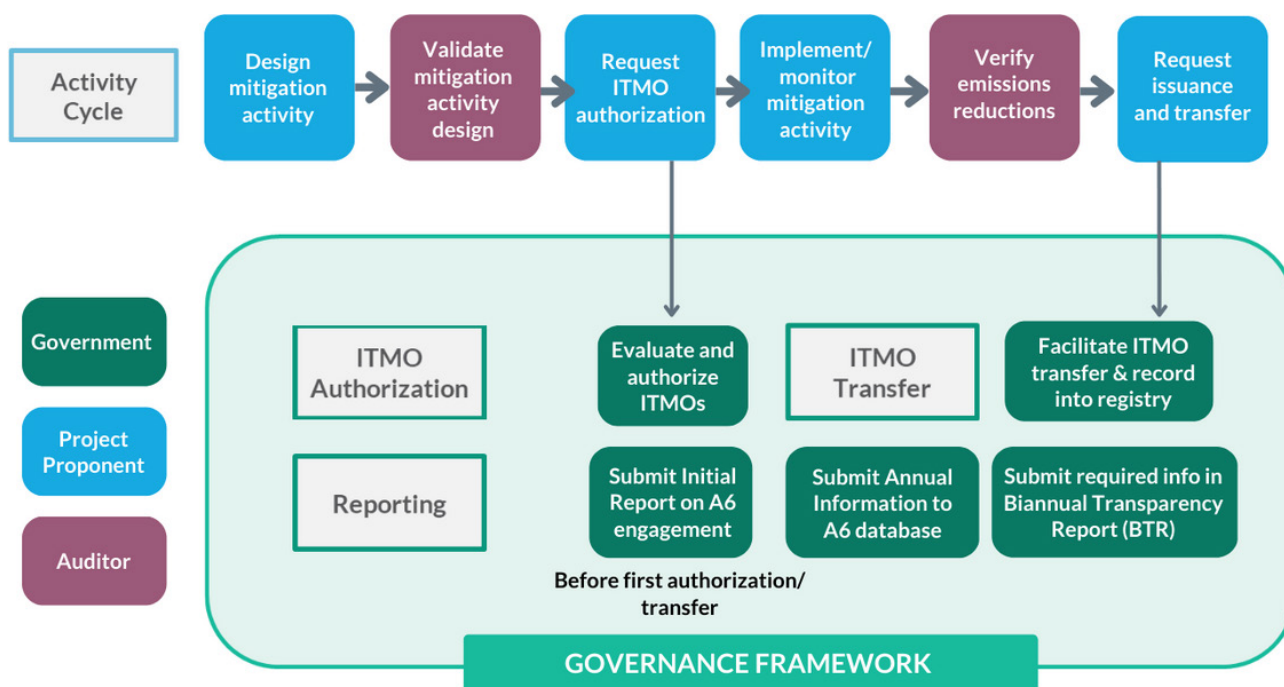 Activity
Cycle
Design
mitigation
activity
Validate
mitigation
activity
design
Request
ITMO
authorization
Implement/
monitor
mitigation
activity
Verify
emissions
reductions
Request
issuance
and transfer
Government
Project
Proponent
Auditor
ITMO
Authorization
Evaluate and
authorize
ITMOs
ITMO
Transfer
Facilitate ITMO
transfer & record
into registry
Reporting
Submit Initial
Report on A6
engagement
Submit Annual
Information to
A6 database
Submit required info in
Biannual Transparency
Report (BTR)
Before first authorization/
transfer
GOVERNANCE FRAMEWORK